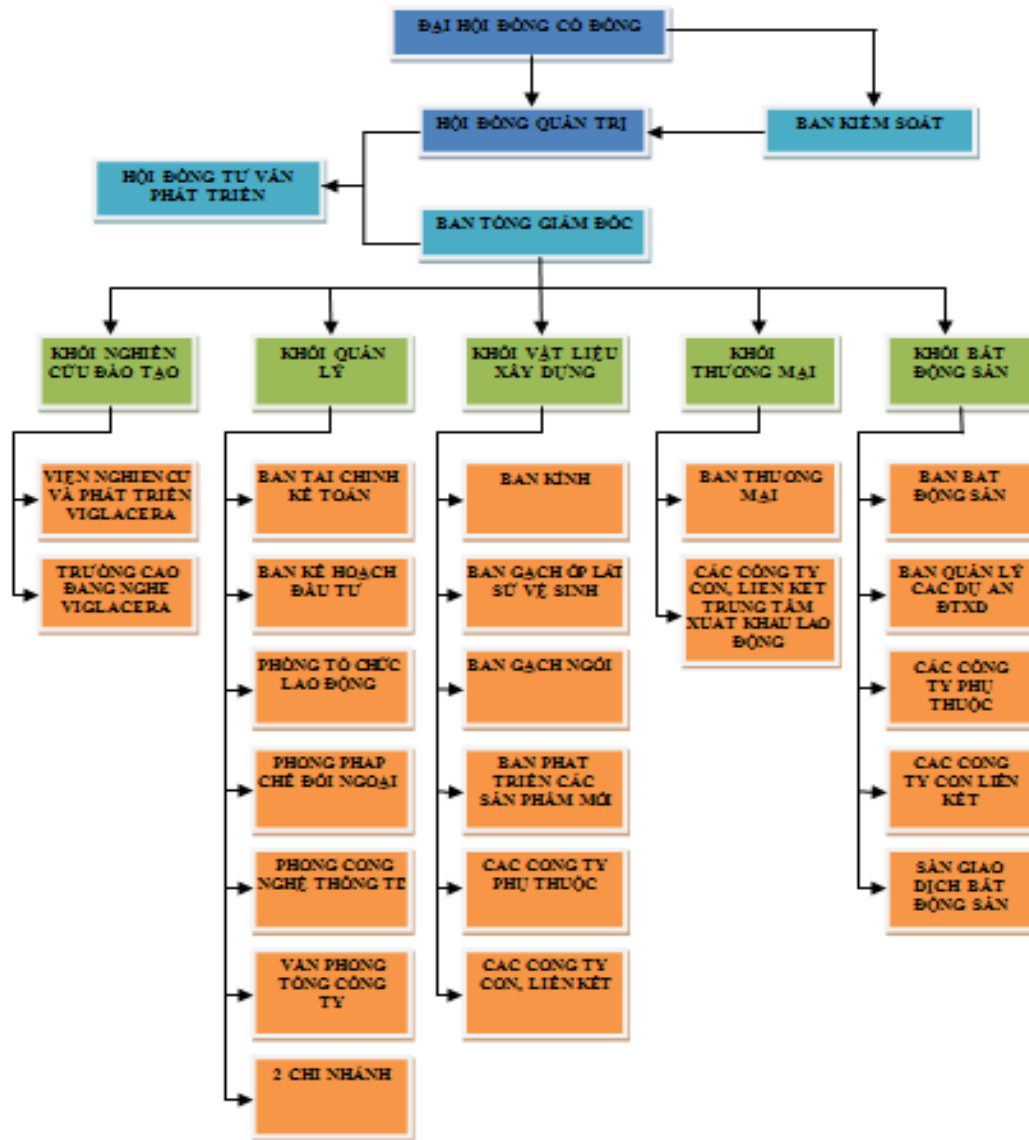 ĐẠI HỘI ĐỒNG CỔ ĐÔNG
HỘI ĐỒNG QUẢN TRỊ
BAN KIỂM SOÁT
HỘI ĐỒNG TƯ VẤN
PHÁT TRIỂN
BAN TỔNG GIÁM ĐỐC
KHỐI NGHIÊN
CỨU ĐÀO TẠO
KHỐI QUẢN
LÝ
KHỐI VẬT LIỆU
XÂY DỰNG
KHỐI
THƯƠNG MẠI
KHỐI BẤT
ĐỘNG SẢN
VIỆN NGHIÊN CỨ
VÀ PHÁT TRIỂN
VIGLACERA
TRƯỜNG CAO
ĐẲNG NGHỀ
VIGLACERA
BAN TÀI CHÍNH
KẾ TOÁN
BAN KẾ HOẠCH
ĐẦU TƯ
PHÒNG TỔ CHỨC
LAO ĐỘNG
PHÒNG PHÁP
CHẾ ĐỐI NGOẠI
PHÒNG CÔNG
NGHỆ THÔNG TI
VĂN PHÒNG
TỔNG CÔNG
TY
2 CHI NHÁNH
BAN KÍNH
BAN GẠCH ỐP LÁT
SỨ VỆ SINH
BAN GẠCH NGÓI
BAN PHÁT
TRIỂN CÁC
SẢN PHẨM MỚI
CÁC CÔNG TY
PHỤ THUỘC
CÁC CÔNG TY
CON, LIÊN KẾT
BAN THƯƠNG
MẠI
CÁC CÔNG TY
CON, LIÊN KẾT
TRUNG TÂM
XUẤT KHẨU LAO
ĐỘNG
BAN BẤT
ĐỘNG SẢN
BAN QUẢN LÝ
CÁC DỰ ÁN
ĐTXD
CÁC CÔNG
TY PHỤ
THUỘC
CÁC CÔNG
TY CON LIÊN
KẾT
SÀN GIAO
DỊCH BẤT
ĐỘNG SẢN